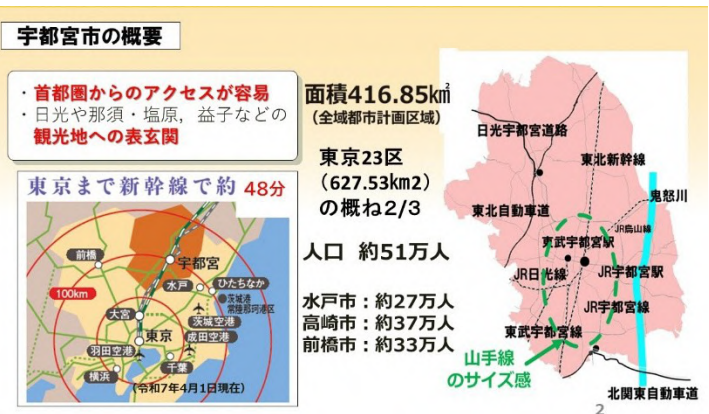 宇都宮市の概要
・首都圏からのアクセスが容易
・日光や那須・塩原，益子などの
観光地への表玄関
東京まで新幹線で約 48分
前橋
宇都宮
100km
水戸
ひたちなか
茨城港
常陸那珂港区
大宮
茨城空港
東京
成田空港
羽田空港
千葉
横浜
(令和7年4月1日現在)
面積416.85㎢
(全域都市計画区域)
東京23区
(627.53km2)
の概ね2/3
人口 約51万人
水戸市：約27万人
高崎市：約37万人
前橋市：約33万人
日光宇都宮道路
東北新幹線
鬼怒川
東北自動車道
JR烏山線
東武宇都宮駅
JR日光線
JR宇都宮駅
JR宇都宮線
東武宇都宮線
山手線
のサイズ感
北関東自動車道
2